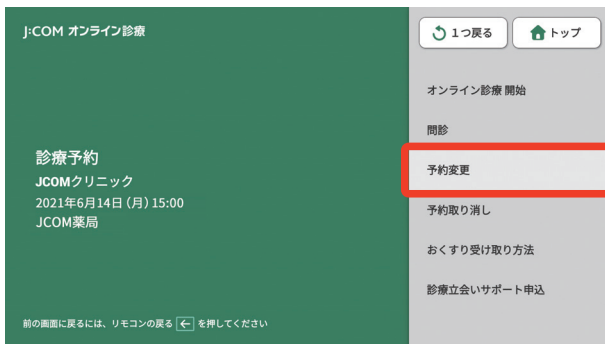 J:COM オンライン診療
診療予約
JCOMクリニック
2021年6月14日（月）15:00
JCOM薬局
前の画面に戻るには、リモコンの戻る ← を押してください
1つ戻る
トップ
オンライン診療 開始
問診
予約変更
予約取り消し
おくすり受け取り方法
診療立会いサポート申込